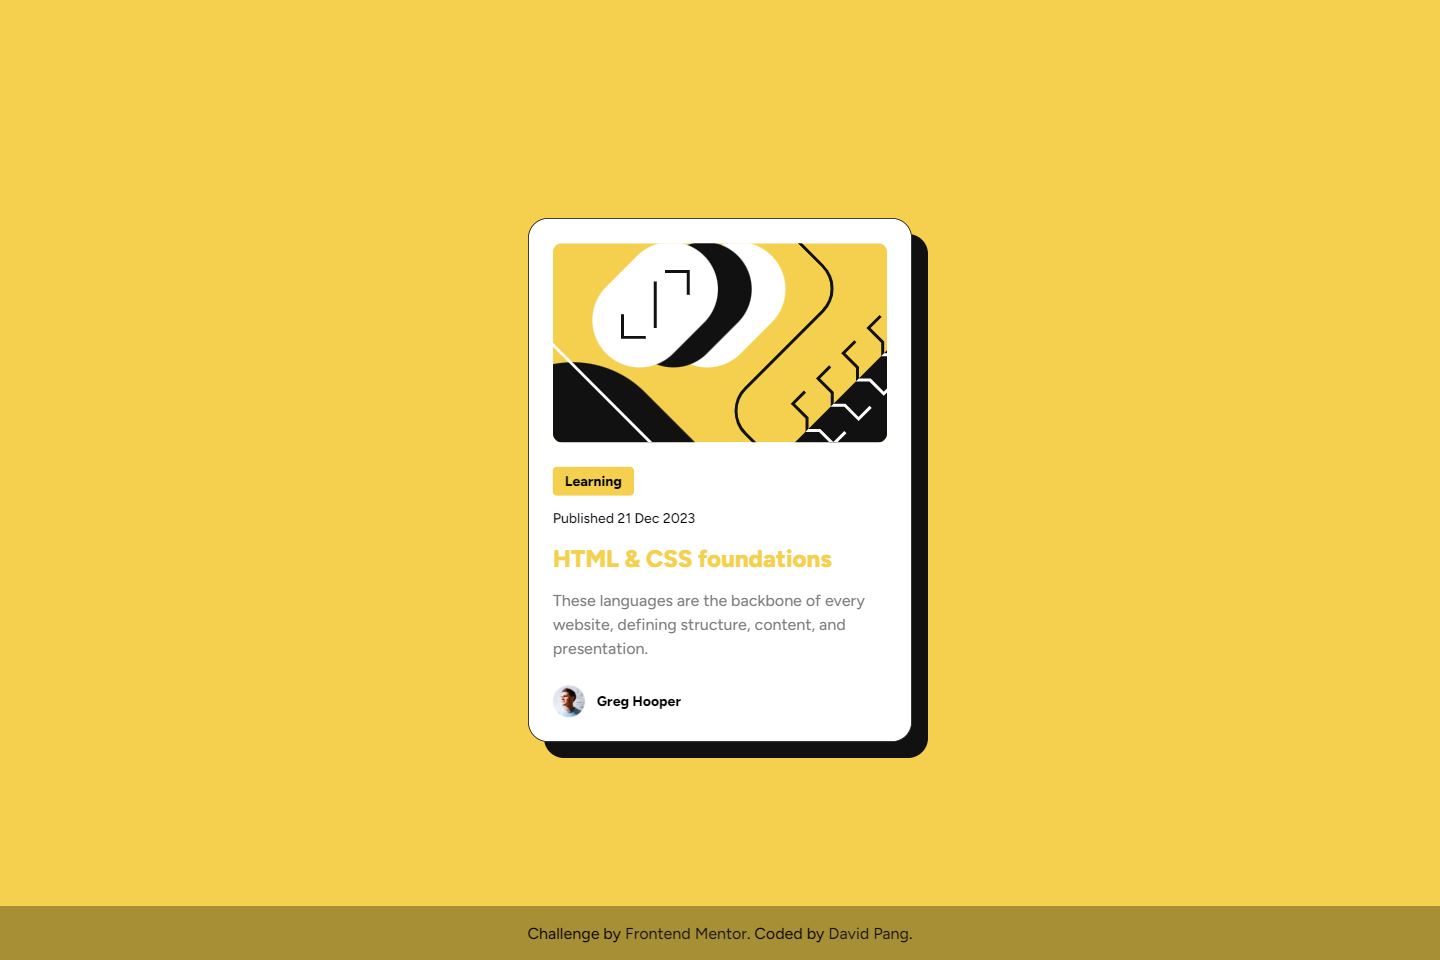 Learning
Published 21 Dec 2023
HTML & CSS foundations
These languages are the backbone of every
website, defining structure, content, and
presentation.
Greg Hooper
Challenge by Frontend Mentor. Coded by David Pang.